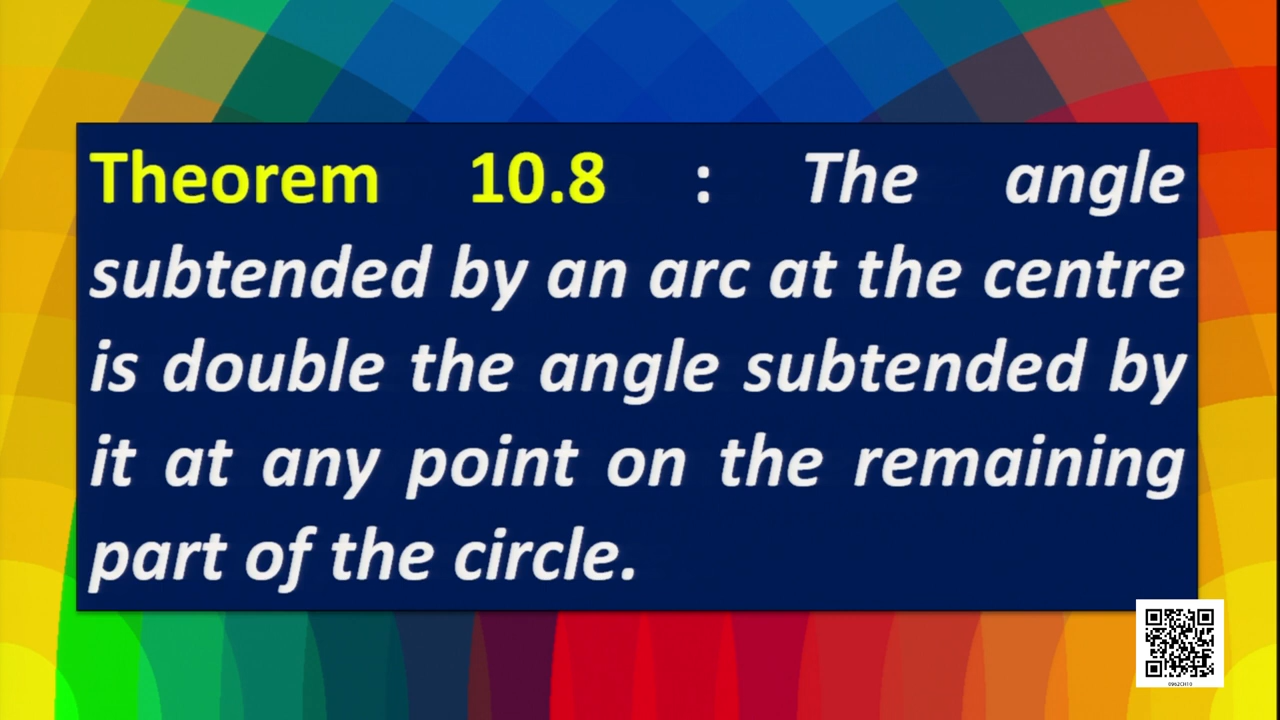 Theorem 10.8 : The angle
subtended by an arc at the centre
is double the angle subtended by
it at any point on the remaining
part of the circle.
0962CH10